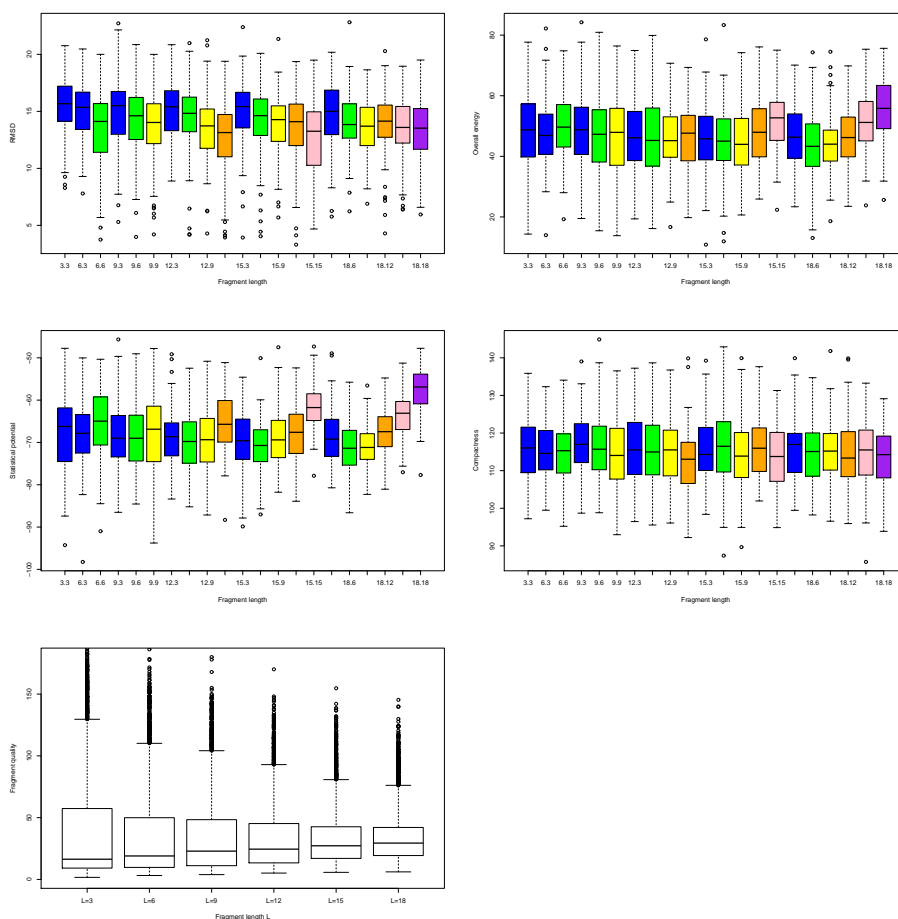 RMSD
20
15
10
5
3.3 6.3 6.6 9.3 9.6 9.9 12.3 12.9 15.3 15.9 15.15 18.6 18.12 18.18
Fragment length
Overall energy
80
60
40
20
3.3 6.3 6.6 9.3 9.6 9.9 12.3 12.9 15.3 15.9 15.15 18.6 18.12 18.18
Fragment length
Statistical potential
−50
−60
−70
−80
−90
−100
3.3 6.3 6.6 9.3 9.6 9.9 12.3 12.9 15.3 15.9 15.15 18.6 18.12 18.18
Fragment length
Compactness
140
130
120
110
100
90
3.3 6.3 6.6 9.3 9.6 9.9 12.3 12.9 15.3 15.9 15.15 18.6 18.12 18.18
Fragment length
Fragment quality
150
100
50
0
L=3 L=6 L=9 L=12 L=15 L=18
Fragment length L